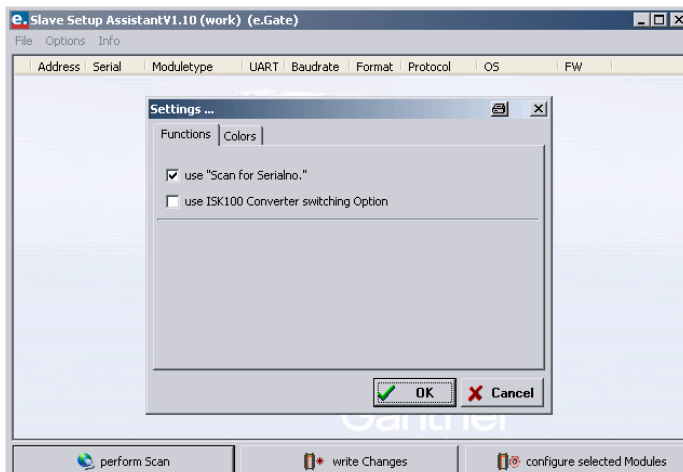 e. Slave Setup AssistantV1.10 (work) (e.Gate)
File Options Info
Address Serial Moduletype UART Baudrate Format Protocol OS FW
Settings ...
Functions Colors
use "Scan for Serialno."
use ISK100 Converter switching Option
OK Cancel
Gantner
perform Scan write Changes configure selected Modules